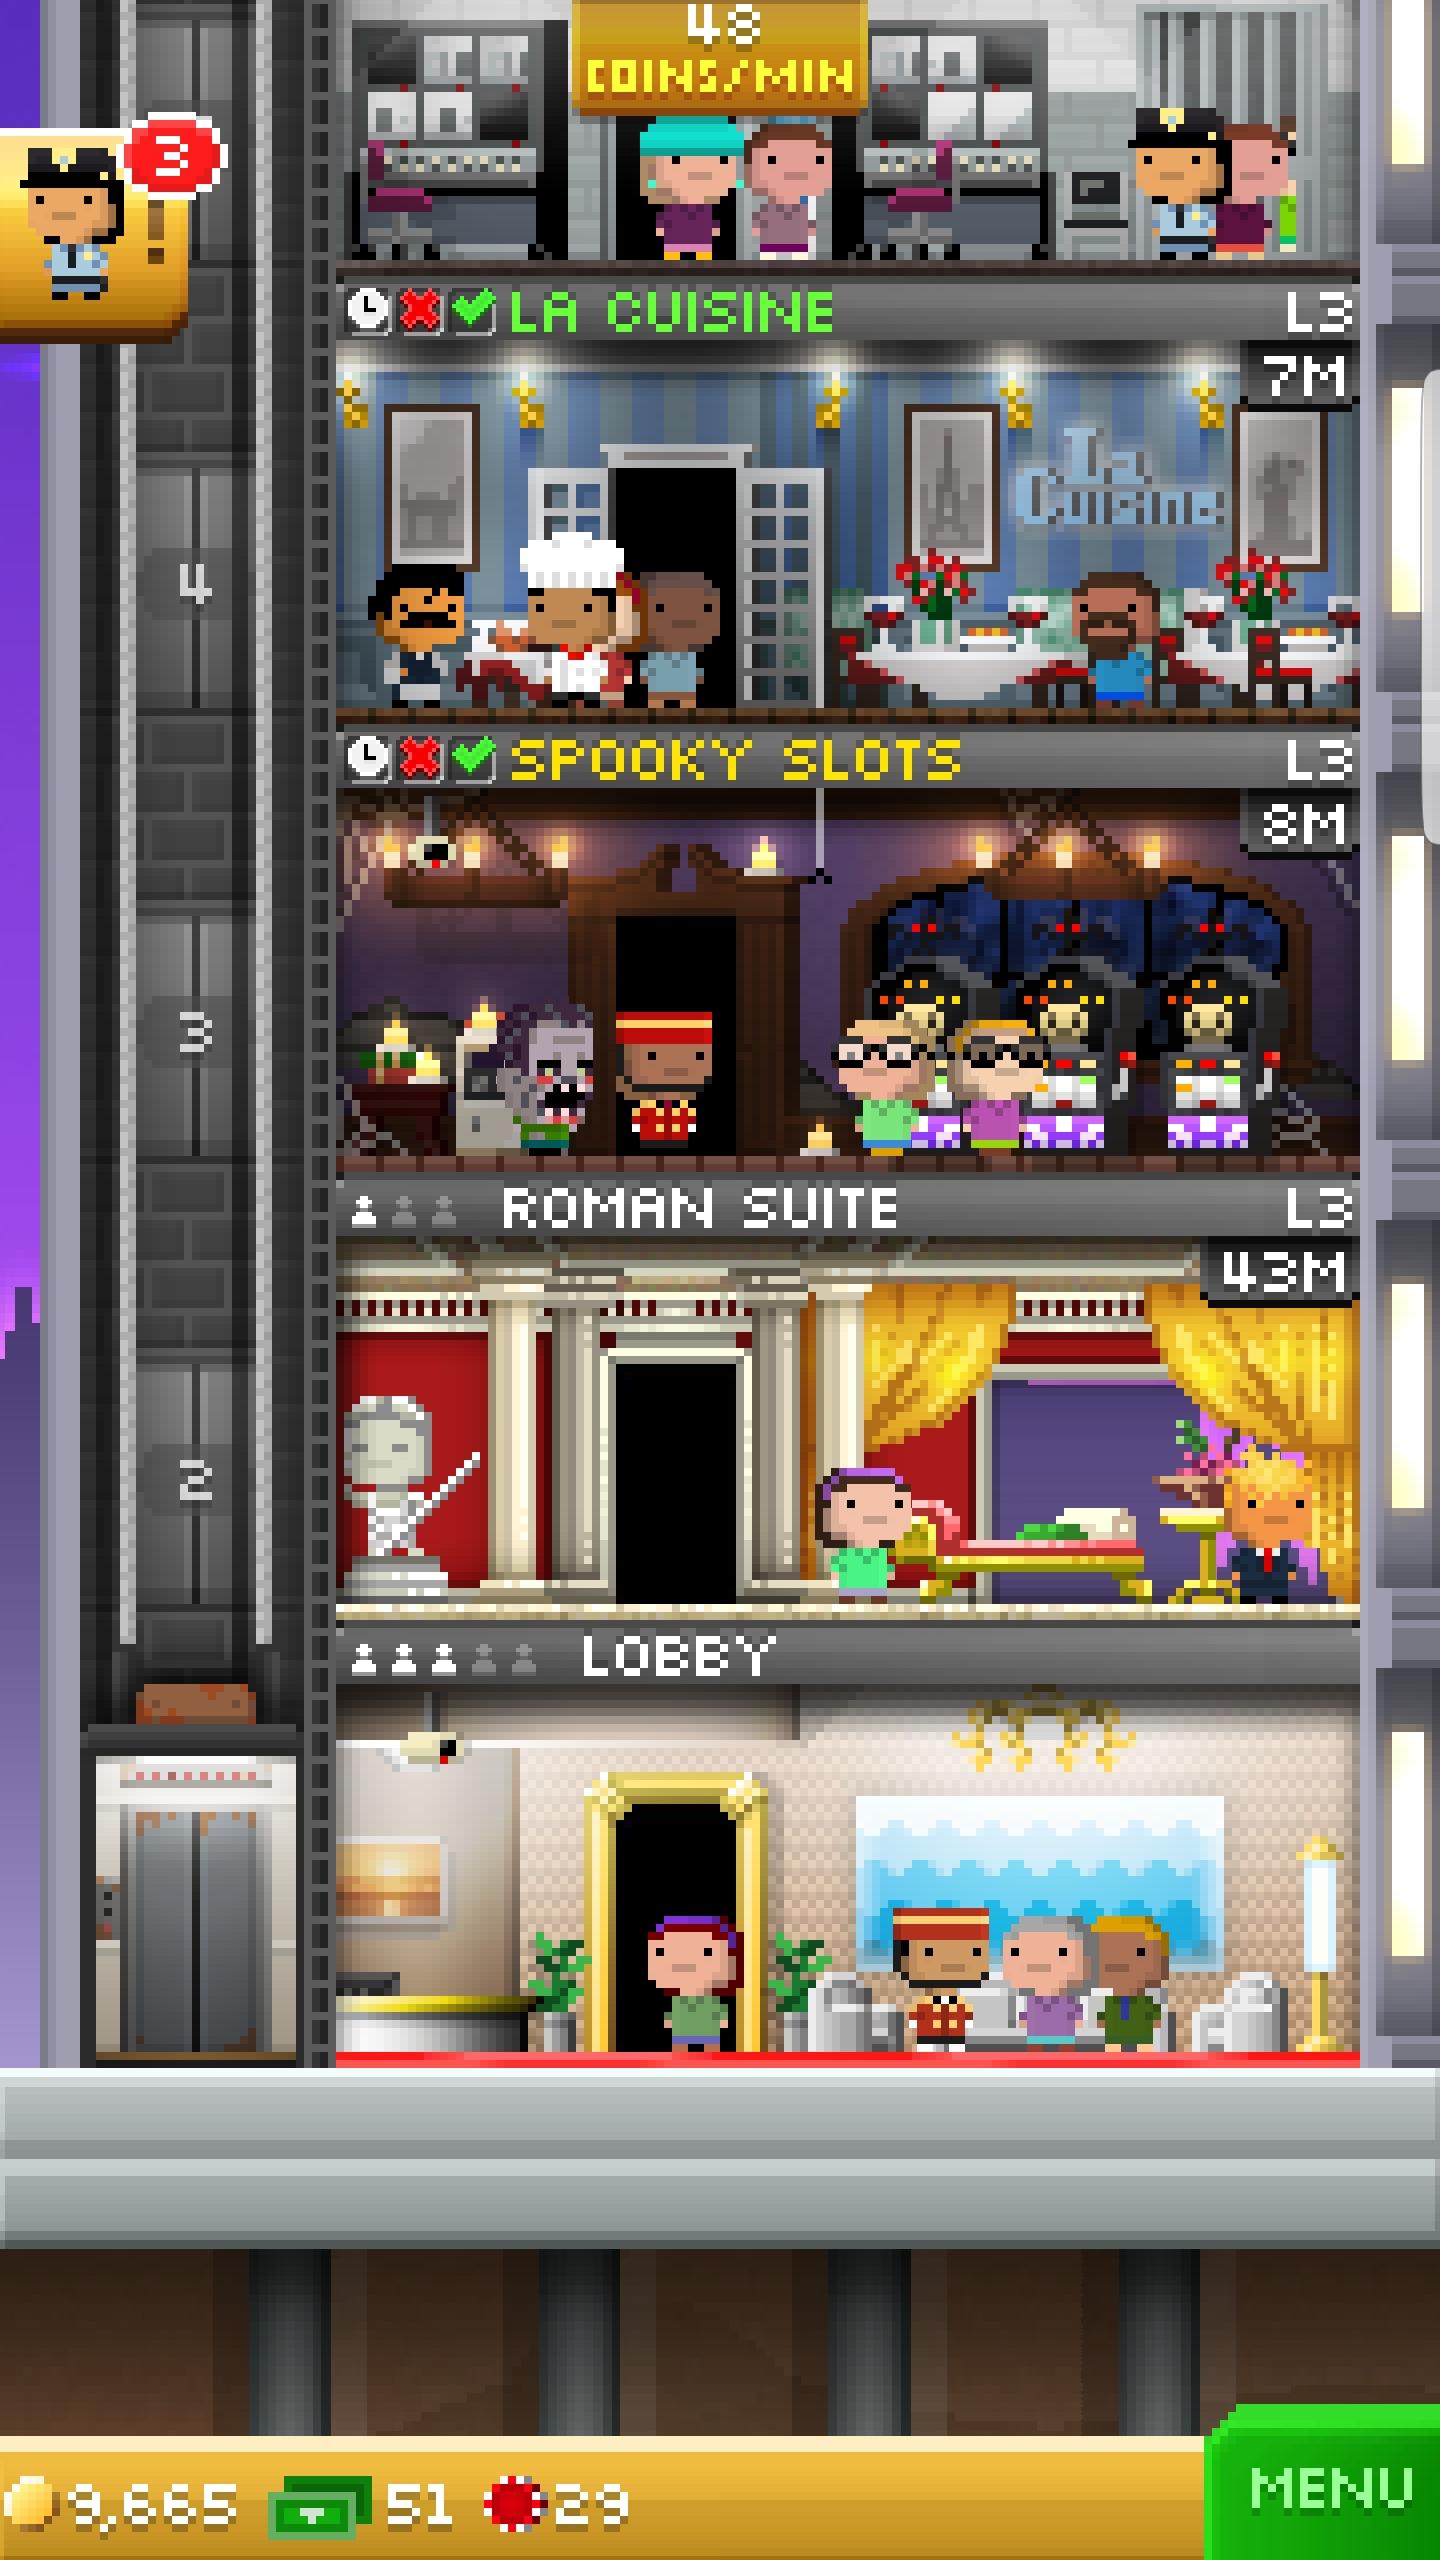 48
COINS/MIN
3
!
LA CUISINE L3
7M
La
Cuisine
4
SPOOKY SLOTS L3
8M
3
ROMAN SUITE L3
43M
2
LOBBY
9,665 51 29
MENU